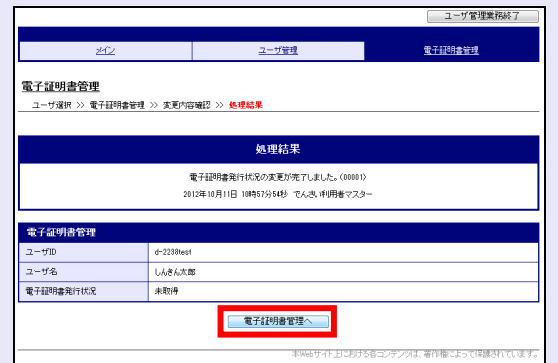 ユーザ管理業務終了
メイン ユーザ管理 電子証明書管理
電子証明書管理
ユーザ選択 >> 電子証明書管理 >> 変更内容確認 >> 処理結果
処理結果
電子証明書発行状況の変更が完了しました。(00001)
2012年10月11日 10時57分54秒 でんさい利用者マスター
電子証明書管理
ユーザID d-2238test
ユーザ名 しんきん太郎
電子証明書発行状況 未取得
電子証明書管理へ
本Webサイト上における各コンテンツは、著作権によって保護されています。